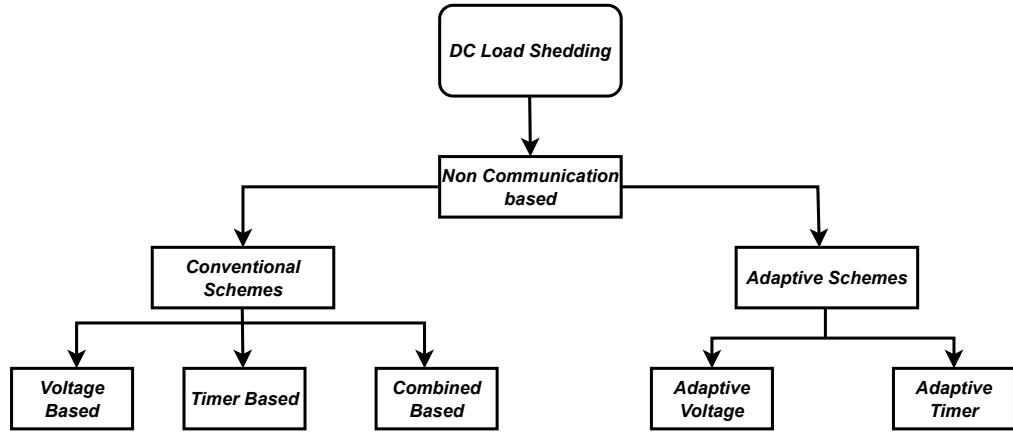 DC Load Shedding
Non Communication
based
Conventional
Schemes
Adaptive Schemes
Voltage
Based
Timer Based
Combined
Based
Adaptive
Voltage
Adaptive
Timer